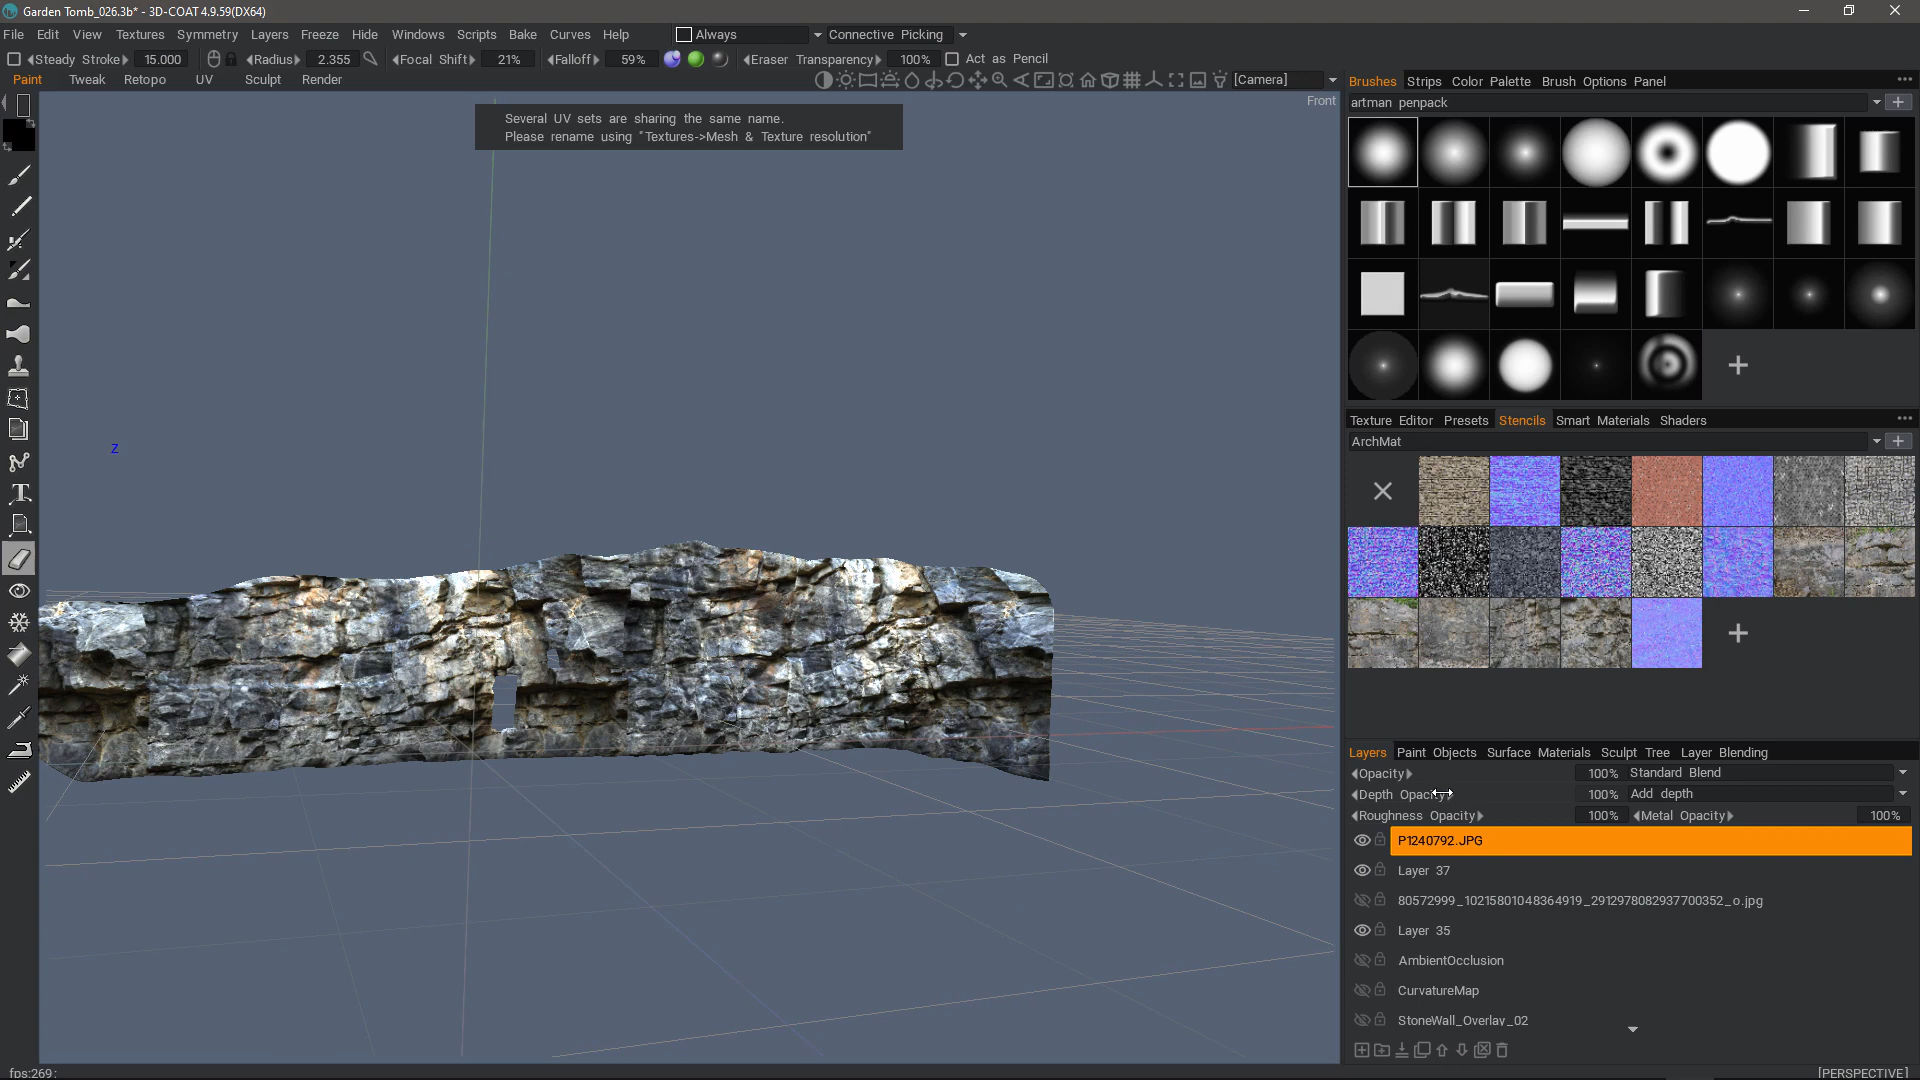 Garden Tomb_026.3b* - 3D-COAT 4.9.59(DX64)
File Edit View Textures Symmetry Layers Freeze Hide Windows Scripts Bake Curves Help Always Connective Picking
Steady Stroke 15.000 Radius 2.355 Focal Shift 21% Falloff 59% Eraser Transparency 100% Act as Pencil
Paint Tweak Retopo UV Sculpt Render [Camera]
Front
Several UV sets are sharing the same name.
Please rename using "Textures->Mesh & Texture resolution"
Z
Brushes Strips Color Palette Brush Options Panel
artman penpack
Texture Editor Presets Stencils Smart Materials Shaders
ArchMat
Layers Paint Objects Surface Materials Sculpt Tree Layer Blending
Opacity 100% Standard Blend
Depth Opacity 100% Add depth
Roughness Opacity 100% Metal Opacity 100%
P1240792.JPG
Layer 37
80572999_10215801048364919_2912978082937700352_o.jpg
Layer 35
AmbientOcclusion
CurvatureMap
StoneWall_Overlay_02
fps:269:
[PERSPECTIVE]